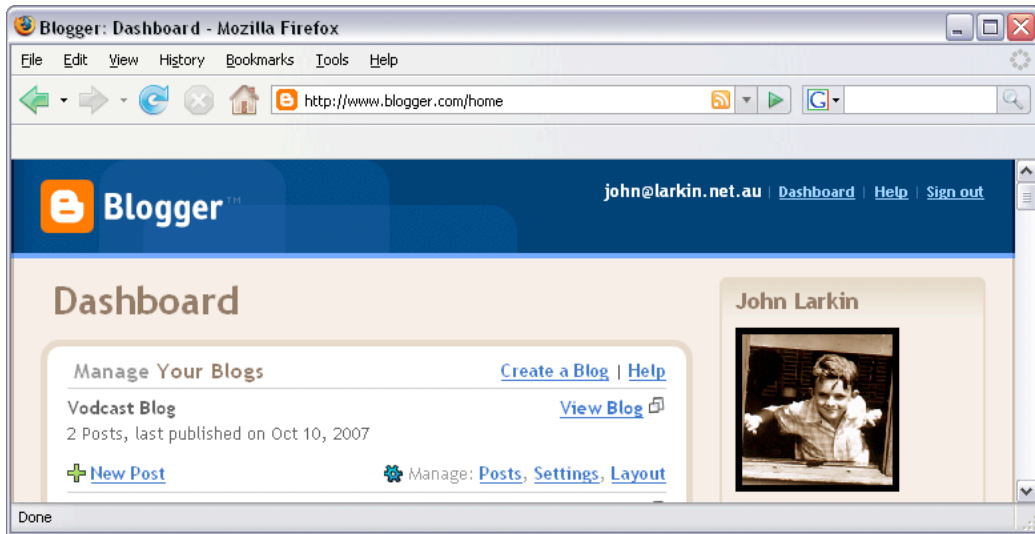 Blogger: Dashboard - Mozilla Firefox
File Edit View History Bookmarks Tools Help
http://www.blogger.com/home
G
Blogger™
john@larkin.net.au | Dashboard | Help | Sign out
Dashboard
Manage Your Blogs
Create a Blog | Help
Vodcast Blog
View Blog
2 Posts, last published on Oct 10, 2007
New Post
Manage: Posts, Settings, Layout
John Larkin
Done